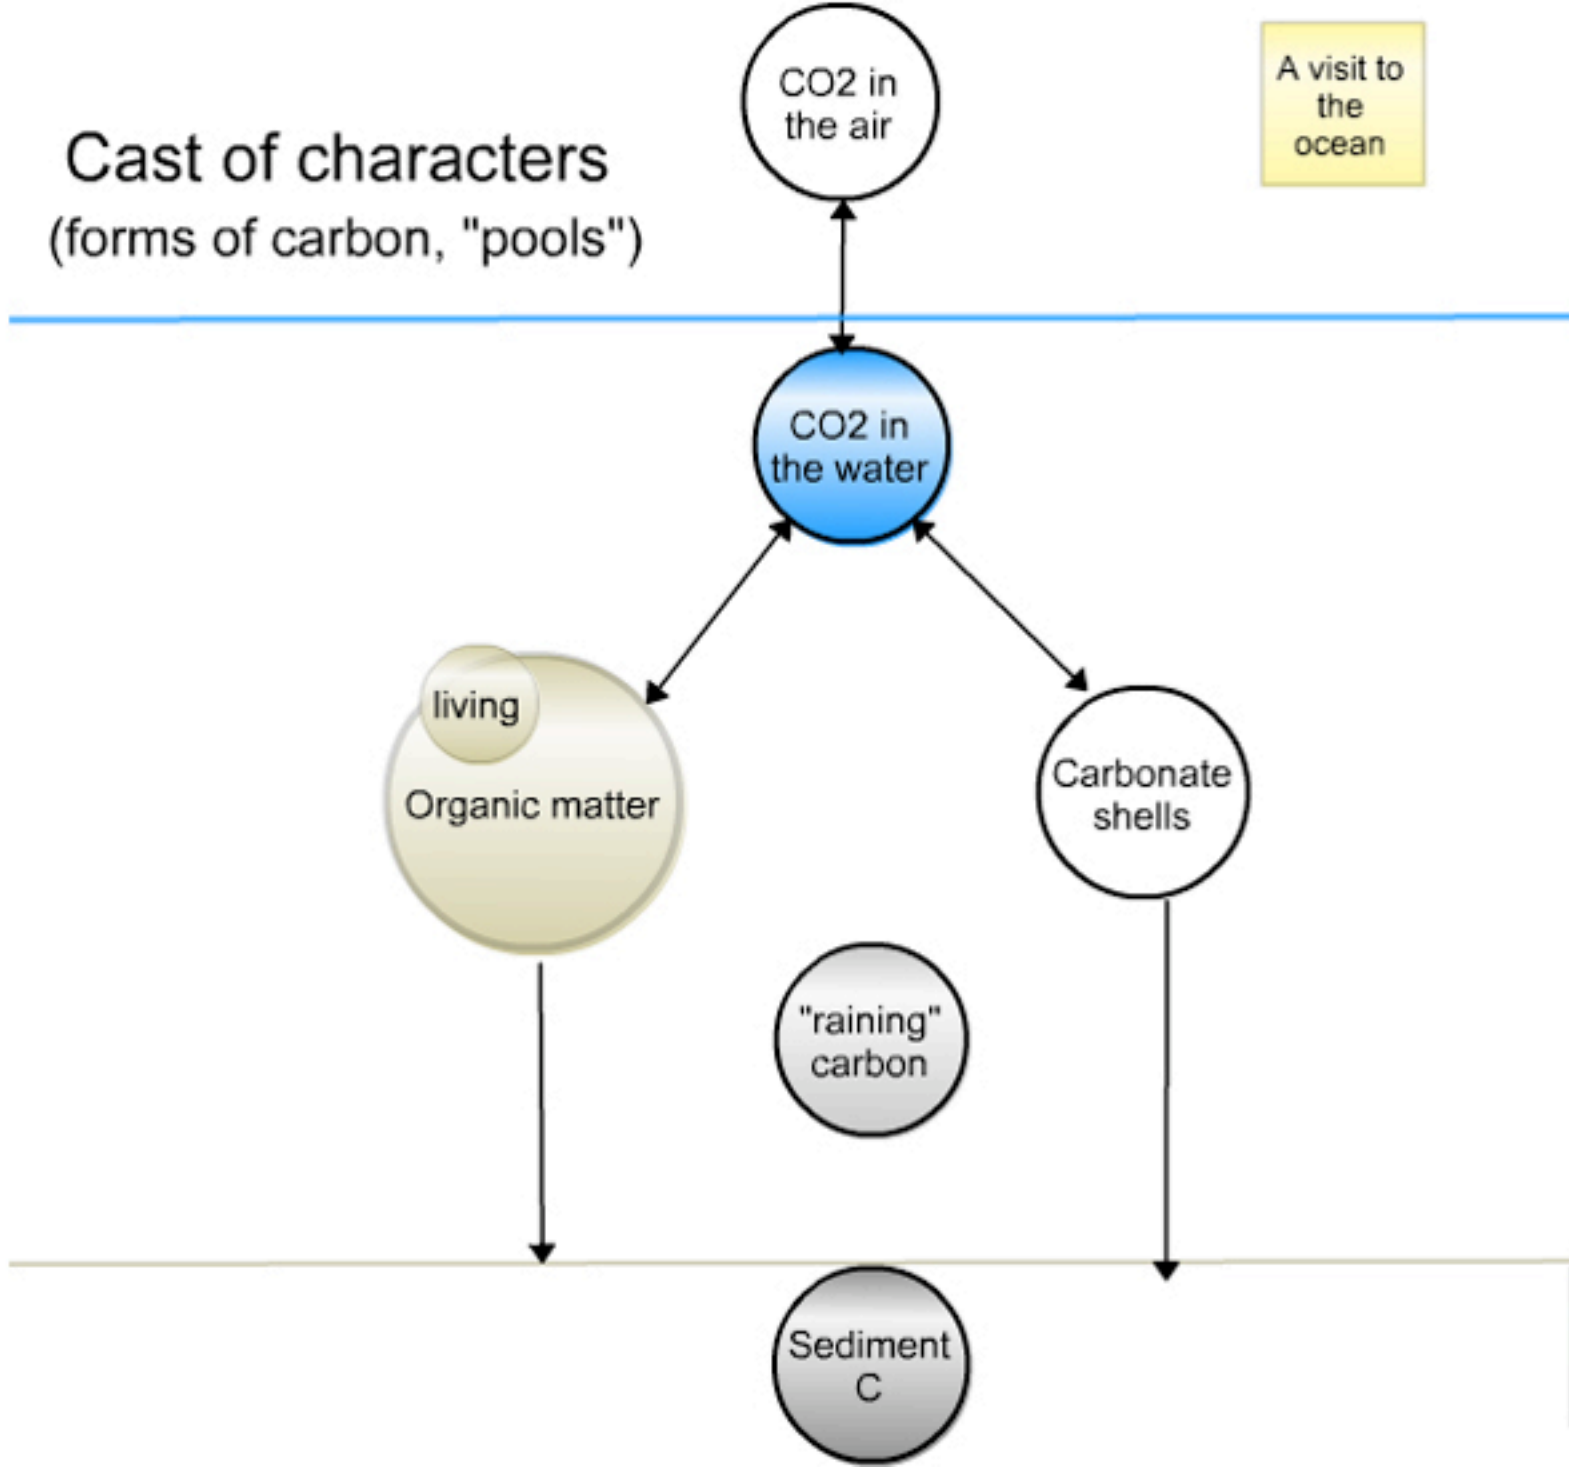 CO2 in
the air
A visit to
the
ocean
Cast of characters
(forms of carbon, "pools")
CO2 in
the water
living
Organic matter
Carbonate
shells
"raining"
carbon
Sediment
C